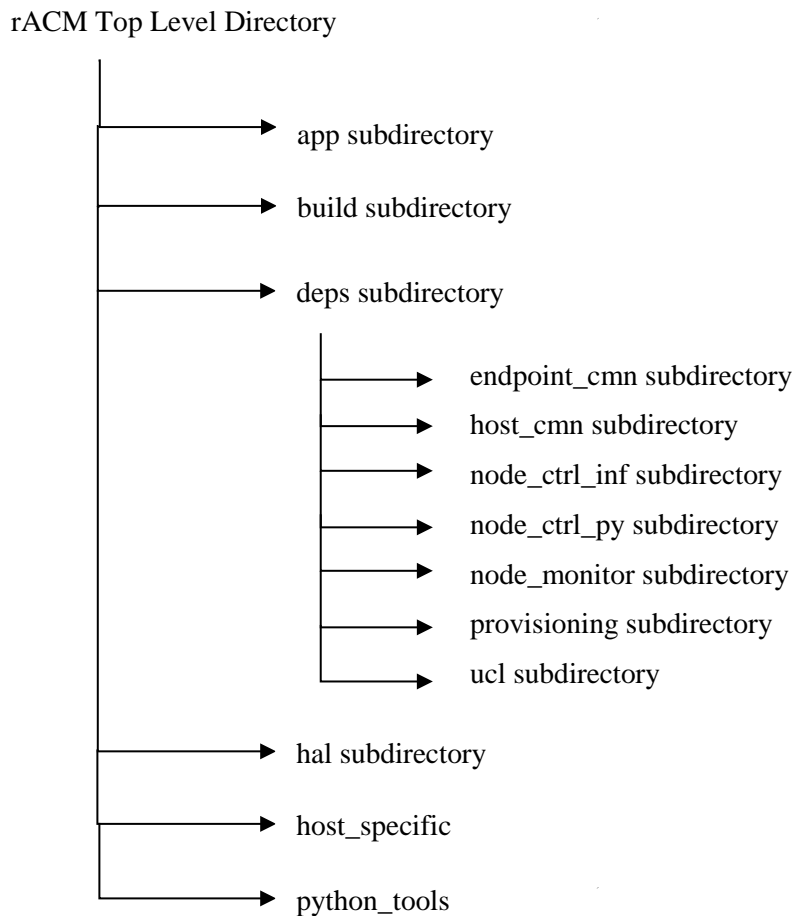 rACM Top Level Directory
app subdirectory
build subdirectory
deps subdirectory
endpoint_cmn subdirectory
host_cmn subdirectory
node_ctrl_inf subdirectory
node_ctrl_py subdirectory
node_monitor subdirectory
provisioning subdirectory
ucl subdirectory
hal subdirectory
host_specific
python_tools